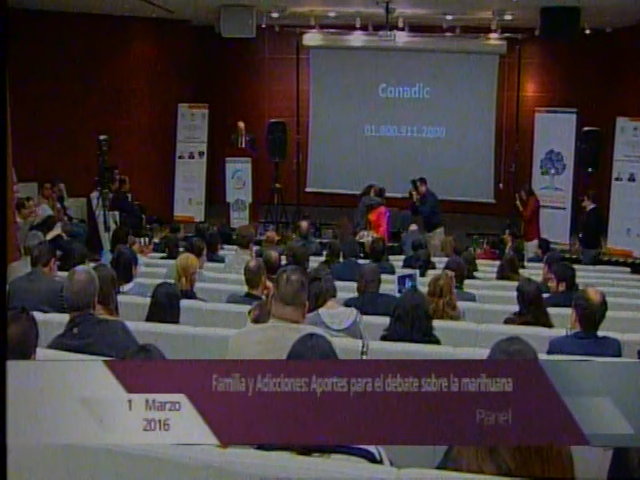 Conadic
01.800.911.2000
Familia y Adicciones: Aportes para el debate sobre la marihuana
1 Marzo
2016
Panel